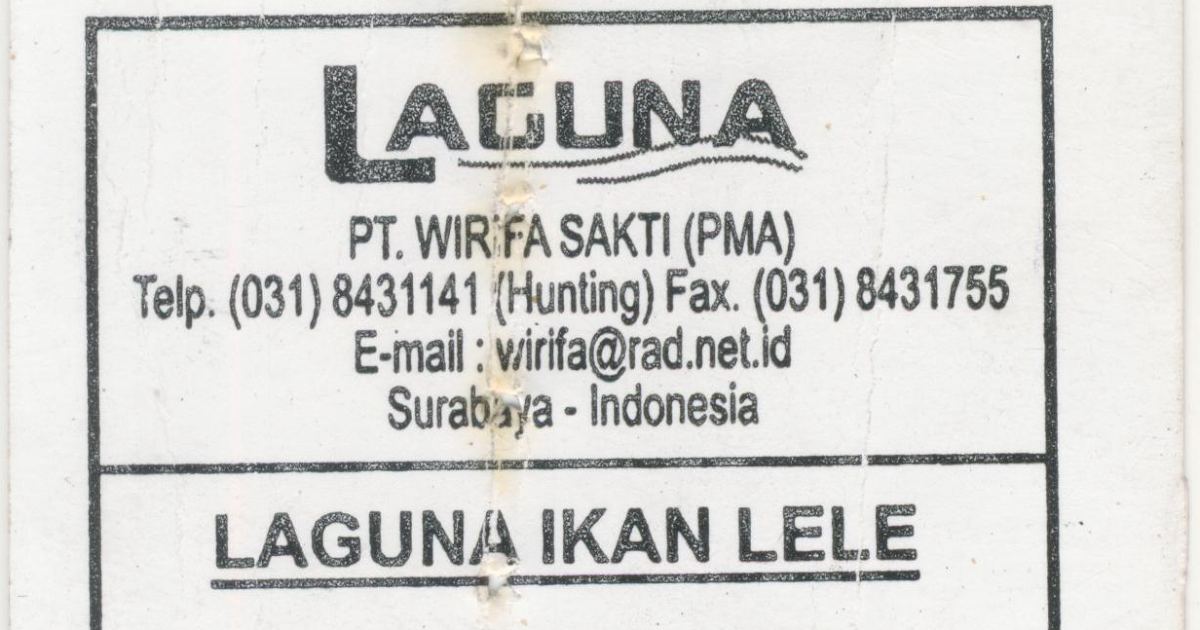 LAGUNA
PT. WIRIFA SAKTI (PMA)
Telp. (031) 8431141 (Hunting) Fax. (031) 8431755
E-mail : wirifa@rad.net.id
Surabaya - Indonesia
LAGUNA IKAN LELE